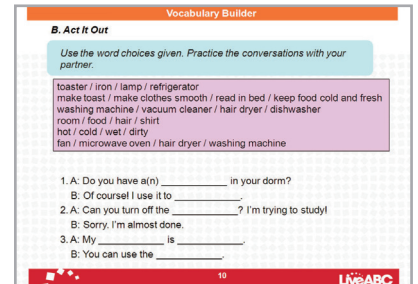 Vocabulary Builder
B. Act It Out
Use the word choices given. Practice the conversations with your
partner.
toaster / iron / lamp / refrigerator
make toast / make clothes smooth / read in bed / keep food cold and fresh
washing machine / vacuum cleaner / hair dryer / dishwasher
room / food / hair / shirt
hot / cold / wet / dirty
fan / microwave oven / hair dryer / washing machine
1. A: Do you have a(n) ____________ in your dorm?
B: Of course! I use it to ____________.
2. A: Can you turn off the ____________? I'm trying to study!
B: Sorry. I'm almost done.
3. A: My ____________ is ____________.
B: You can use the ____________.
10
LiveABC